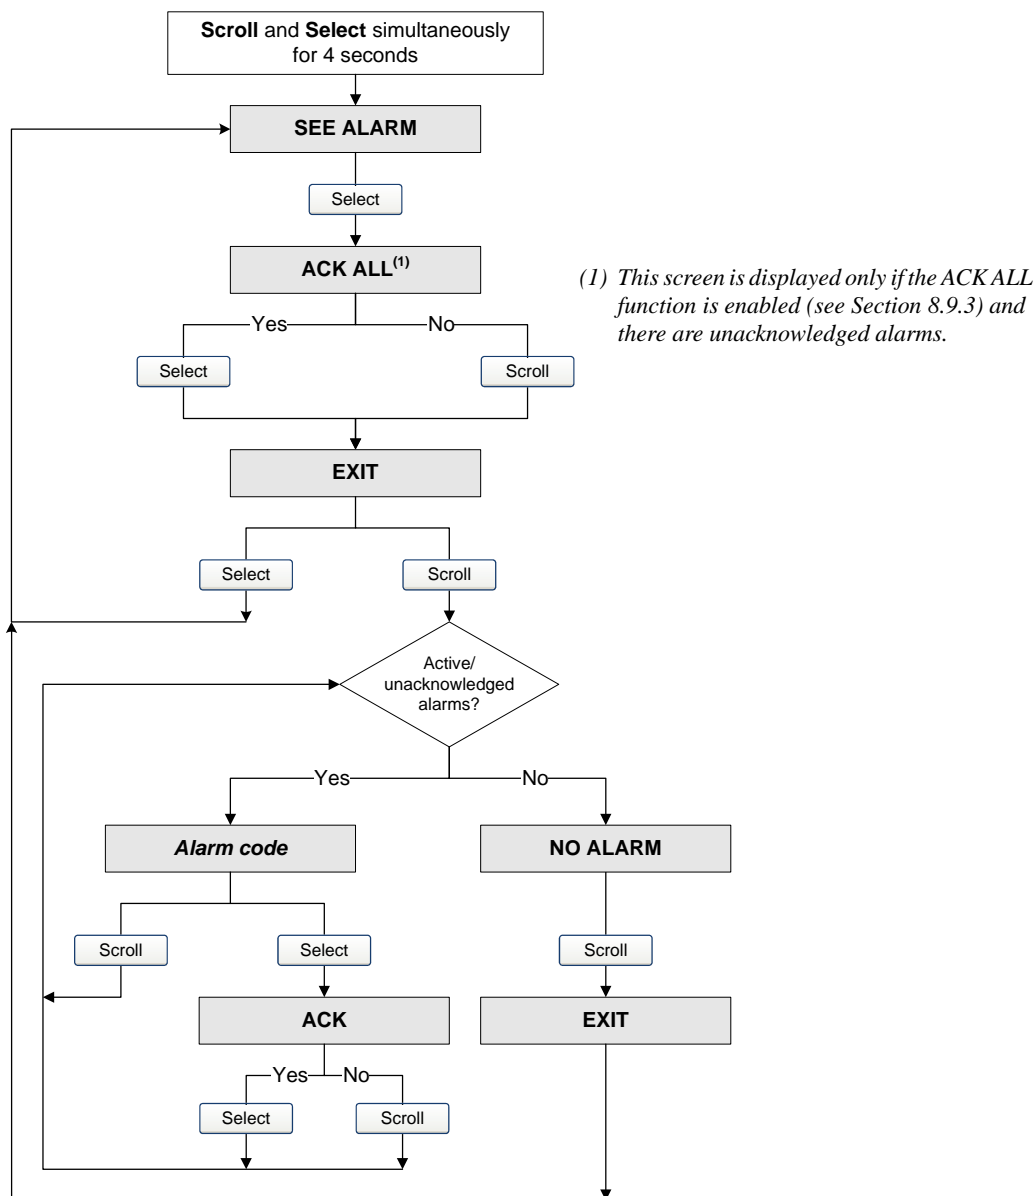 Scroll and Select simultaneously
for 4 seconds
SEE ALARM
Select
ACK ALL(1)
(1) This screen is displayed only if the ACK ALL
function is enabled (see Section 8.9.3) and
there are unacknowledged alarms.
Yes No
Select Scroll
EXIT
Select Scroll
Active/
unacknowledged
alarms?
Yes No
Alarm code NO ALARM
Scroll Select Scroll
ACK EXIT
Yes No
Select Scroll